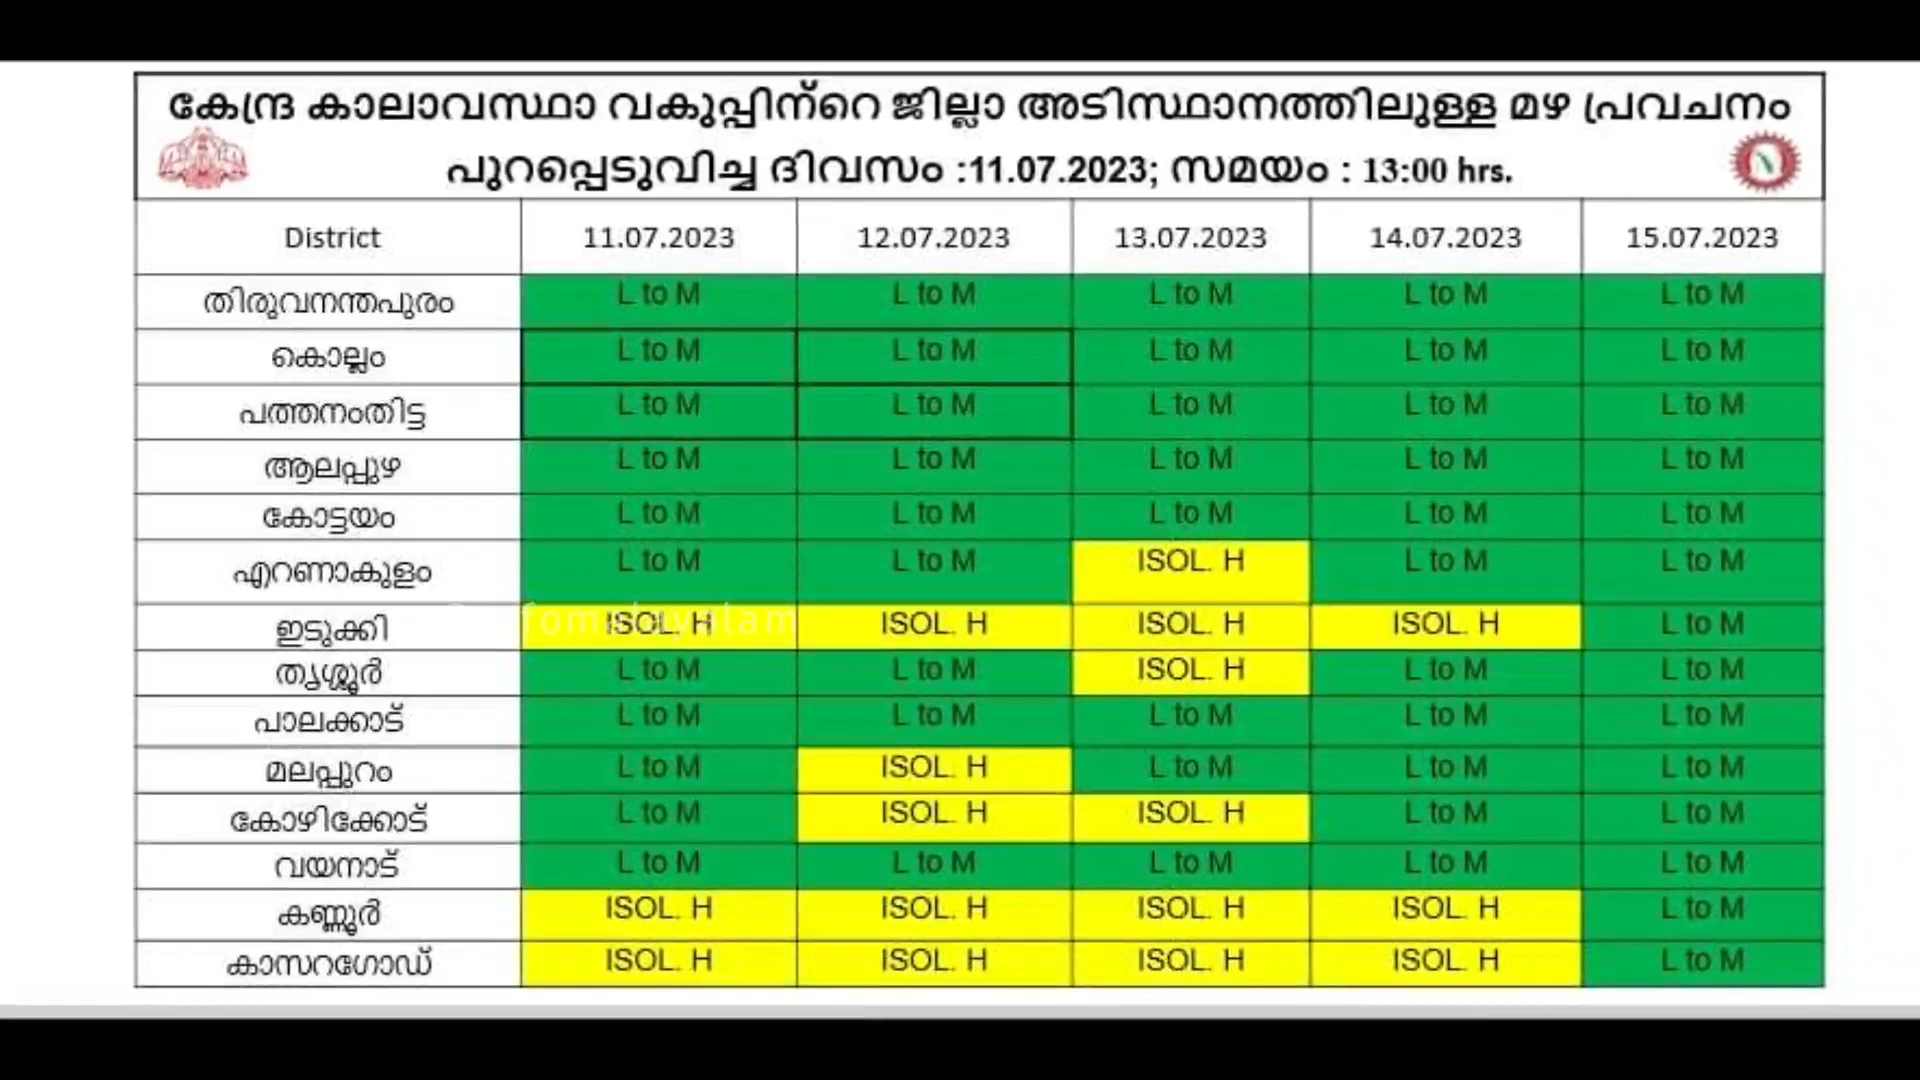 കേന്ദ്ര കാലാവസ്ഥാ വകുപ്പിന്റെ ജില്ലാ അടിസ്ഥാനത്തിലുള്ള മഴ പ്രവചനം
പുറപ്പെടുവിച്ച ദിവസം :11.07.2023; സമയം : 13:00 hrs.
District 11.07.2023 12.07.2023 13.07.2023 14.07.2023 15.07.2023
തിരുവനന്തപുരം L to M L to M L to M L to M L to M
കൊല്ലം L to M L to M L to M L to M L to M
പത്തനംതിട്ട L to M L to M L to M L to M L to M
ആലപ്പുഴ L to M L to M L to M L to M L to M
കോട്ടയം L to M L to M L to M L to M L to M
എറണാകുളം L to M L to M ISOL. H L to M L to M
ഇടുക്കി ISOL. H ISOL. H ISOL. H ISOL. H L to M
തൃശ്ശൂർ L to M L to M ISOL. H L to M L to M
പാലക്കാട് L to M L to M L to M L to M L to M
മലപ്പുറം L to M ISOL. H L to M L to M L to M
കോഴിക്കോട് L to M ISOL. H ISOL. H L to M L to M
വയനാട് L to M L to M L to M L to M L to M
കണ്ണൂർ ISOL. H ISOL. H ISOL. H ISOL. H L to M
കാസറഗോഡ് ISOL. H ISOL. H ISOL. H ISOL. H L to M